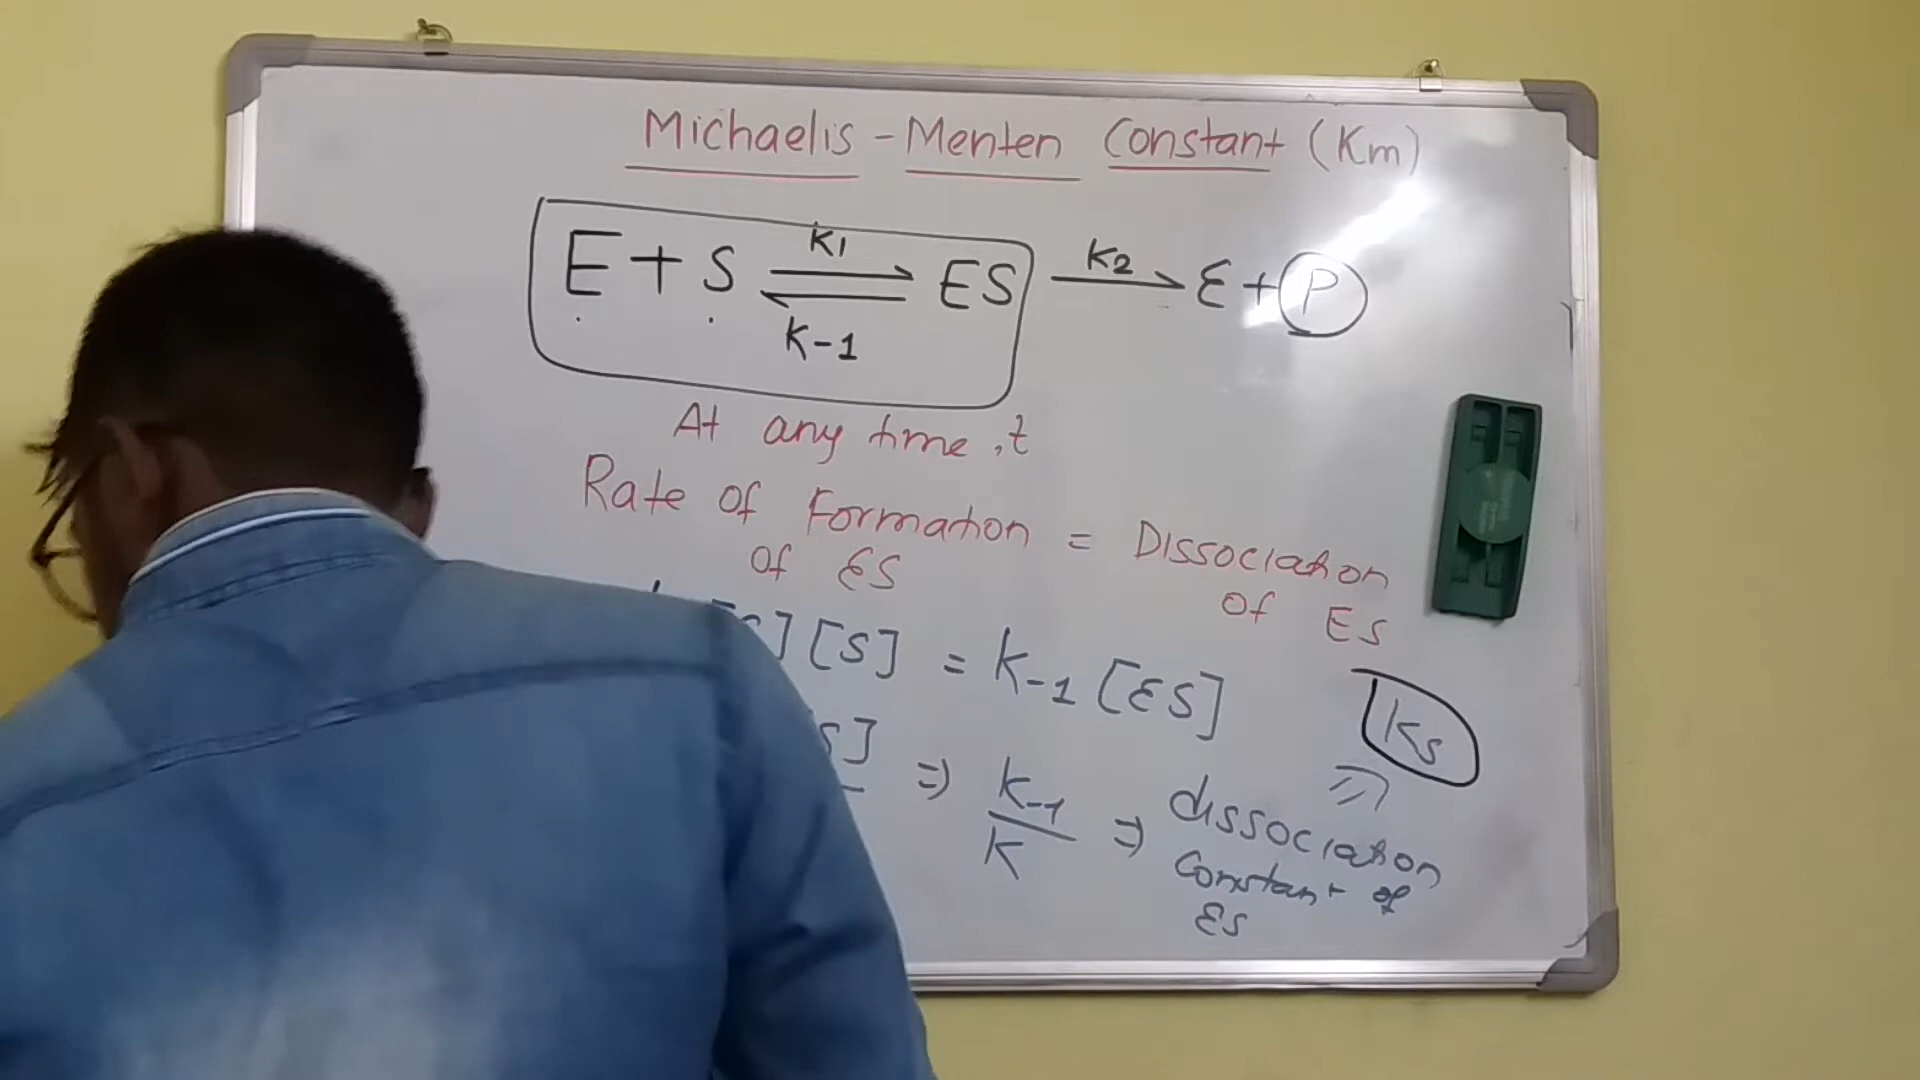 Michaelis - Menten Constant (Km)
E + S ⇌ ES → E + P
K1
K2
K-1
At any time, t
Rate of Formation = Dissociation
of ES
of ES
[S] = K-1 [ES]
S] ⇒ K-1 / K ⇒ dissociation
Constant of
ES
Ks